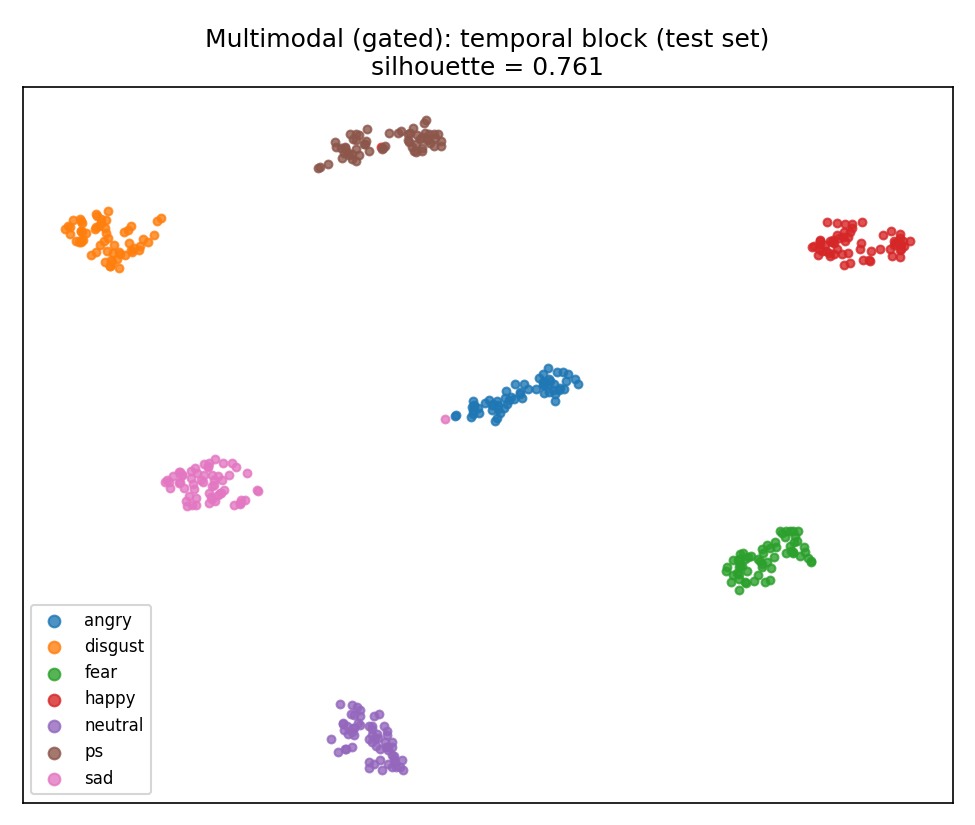 Multimodal (gated): temporal block (test set)
silhouette = 0.761
angry
disgust
fear
happy
neutral
ps
sad